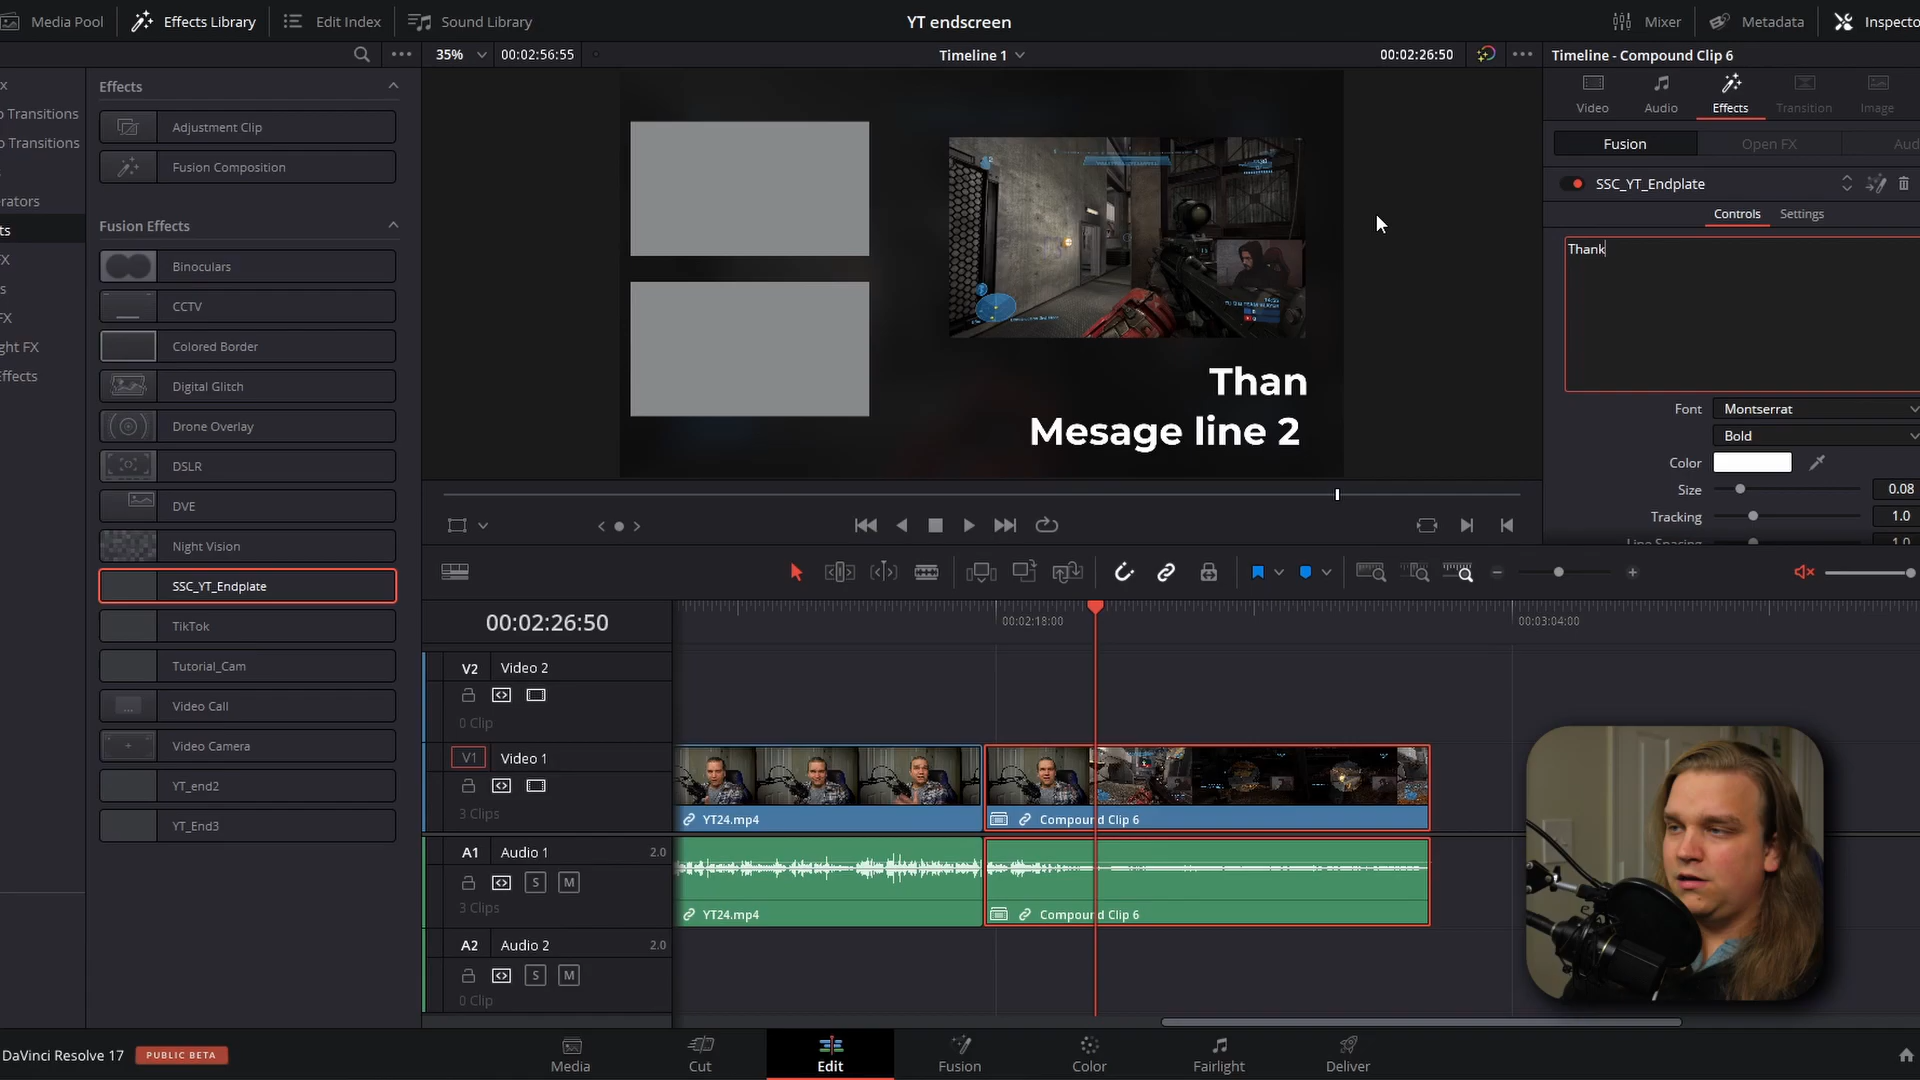 Media Pool
Effects Library
Edit Index
Sound Library
YT endscreen
Mixer
Metadata
Inspecto
35%
00:02:56:55
Timeline 1
00:02:26:50
Timeline - Compound Clip 6
Video
Audio
Effects
Transition
Image
Fusion
Open FX
Aud
SSC_YT_Endplate
Controls
Settings
Thank
Font
Montserrat
Bold
Color
Size
0.08
Tracking
1.0
Line Spacing
1.0
x
o Transitions
o Transitions
s
erators
ts
FX
s
FX
ght FX
Effects
Effects
Adjustment Clip
Fusion Composition
Fusion Effects
Binoculars
CCTV
Colored Border
Digital Glitch
Drone Overlay
DSLR
DVE
Night Vision
SSC_YT_Endplate
TikTok
Tutorial_Cam
Video Call
Video Camera
YT_end2
YT_End3
Than
Mesage line 2
00:02:26:50
00:02:18:00
00:03:04:00
V2
Video 2
0 Clip
V1
Video 1
3 Clips
YT24.mp4
Compound Clip 6
A1
Audio 1
2.0
S
M
3 Clips
YT24.mp4
Compound Clip 6
A2
Audio 2
2.0
S
M
0 Clip
DaVinci Resolve 17
PUBLIC BETA
Media
Cut
Edit
Fusion
Color
Fairlight
Deliver